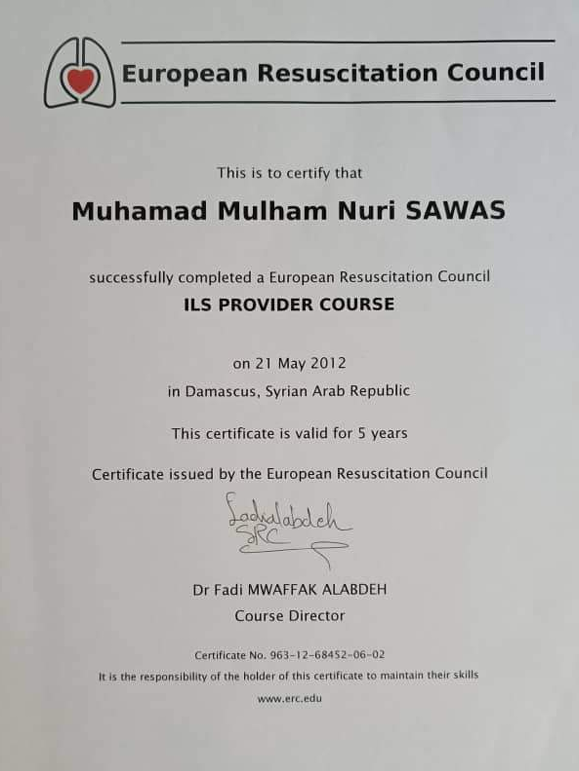 European Resuscitation Council
This is to certify that
Muhamad Mulham Nuri SAWAS
successfully completed a European Resuscitation Council
ILS PROVIDER COURSE
on 21 May 2012
in Damascus, Syrian Arab Republic
This certificate is valid for 5 years
Certificate issued by the European Resuscitation Council
SRC
Dr Fadi MWAFFAK ALABDEH
Course Director
Certificate No. 963-12-68452-06-02
It is the responsibility of the holder of this certificate to maintain their skills
www.erc.edu